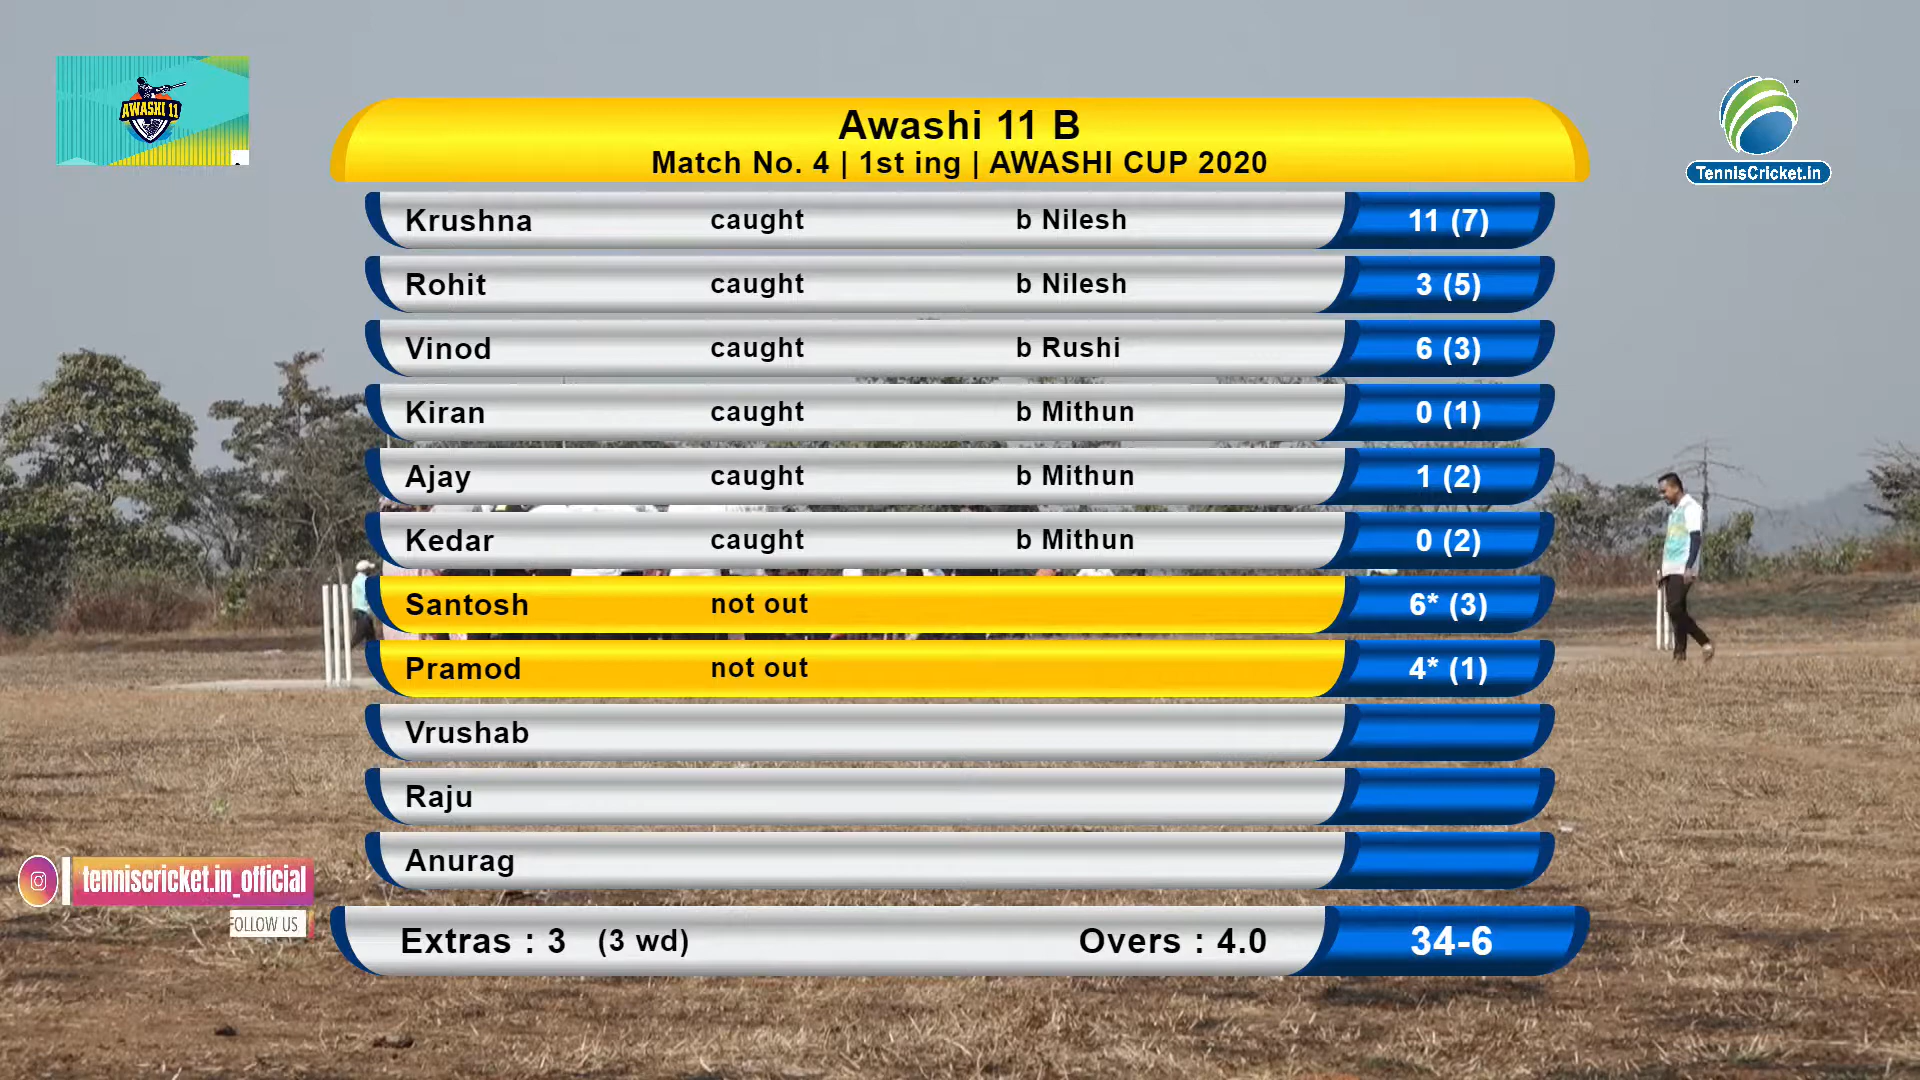 AWASHI 11
Awashi 11 B
Match No. 4 | 1st ing | AWASHI CUP 2020
TennisCricket.in
Krushna caught b Nilesh 11 (7)
Rohit caught b Nilesh 3 (5)
Vinod caught b Rushi 6 (3)
Kiran caught b Mithun 0 (1)
Ajay caught b Mithun 1 (2)
Kedar caught b Mithun 0 (2)
Santosh not out 6* (3)
Pramod not out 4* (1)
Vrushab
Raju
Anurag
tenniscricket.in_official
FOLLOW US
Extras : 3 (3 wd) Overs : 4.0 34-6